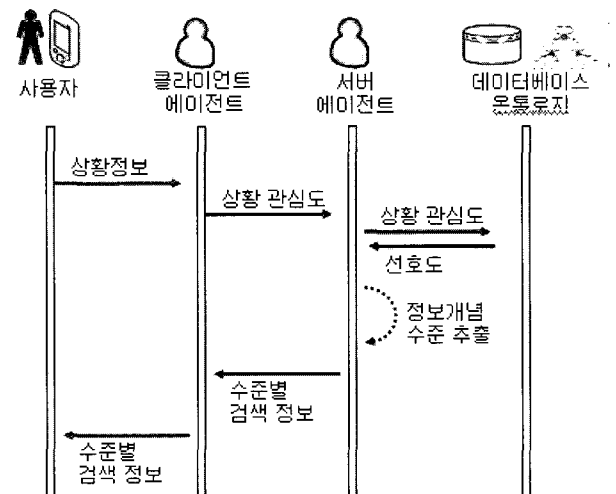 사용자
클라이언트
에이전트
서버
에이전트
데이터베이스
온톨로지
상황정보
상황 관심도
상황 관심도
선호도
정보개념
수준 추출
수준별
검색 정보
수준별
검색 정보